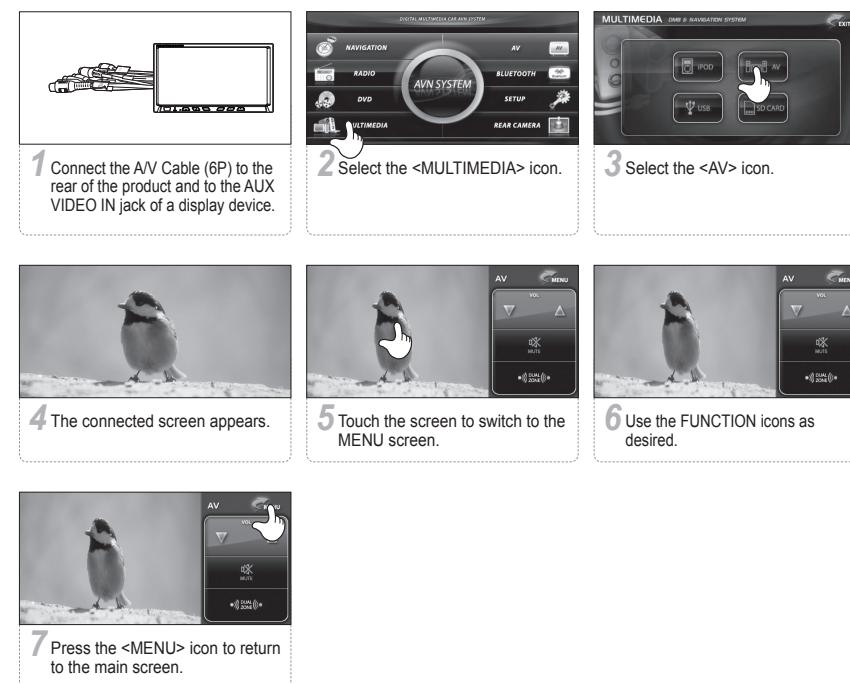 1 Connect the A/V Cable (6P) to the
rear of the product and to the AUX
VIDEO IN jack of a display device.
DIGITAL MULTIMEDIA CAR AVN SYSTEM
NAVIGATION
AV
AV
RADIO
BLUETOOTH
AVN SYSTEM
DVD
SETUP
ULTIMEDIA
REAR CAMERA
2 Select the <MULTIMEDIA> icon.
MULTIMEDIA DMB & NAVIGATION SYSTEM
EXIT
IPOD
AV
USB
SD CARD
3 Select the <AV> icon.
4 The connected screen appears.
AV
MENU
VOL
MUTE
DUAL
ZONE
5 Touch the screen to switch to the
MENU screen.
AV
MEN
VOL
MUTE
DUAL
ZONE
6 Use the FUNCTION icons as
desired.
AV
VOL
MUTE
DUAL
ZONE
7 Press the <MENU> icon to return
to the main screen.